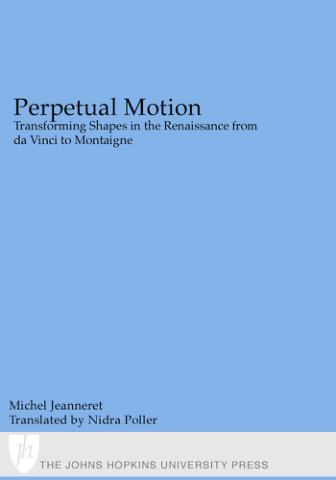 Perpetual Motion
Transforming Shapes in the Renaissance from
da Vinci to Montaigne
Michel Jeanneret
Translated by Nidra Poller
jh
THE JOHNS HOPKINS UNIVERSITY PRESS